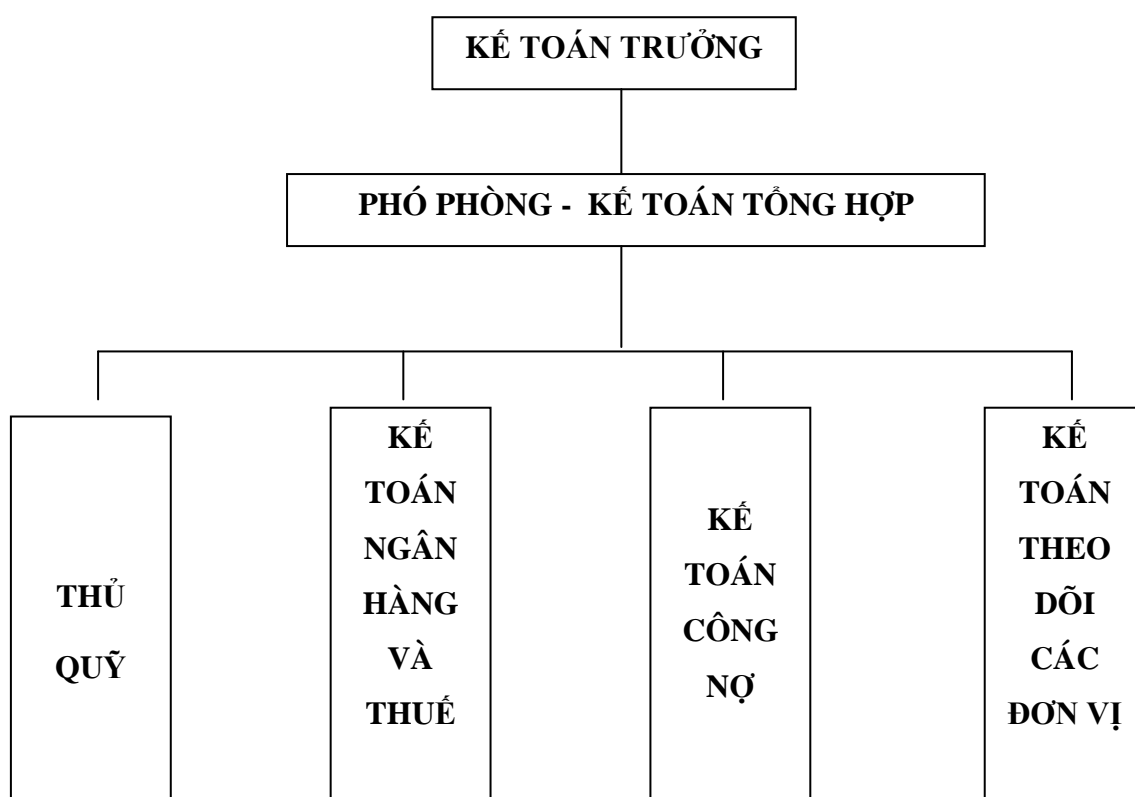 KẾ TOÁN TRƯỞNG
PHÓ PHÒNG - KẾ TOÁN TỔNG HỢP
THỦ
QUỸ
KẾ
TOÁN
NGÂN
HÀNG
VÀ
THUẾ
KẾ
TOÁN
CÔNG
NỢ
KẾ
TOÁN
THEO
DÕI
CÁC
ĐƠN VỊ